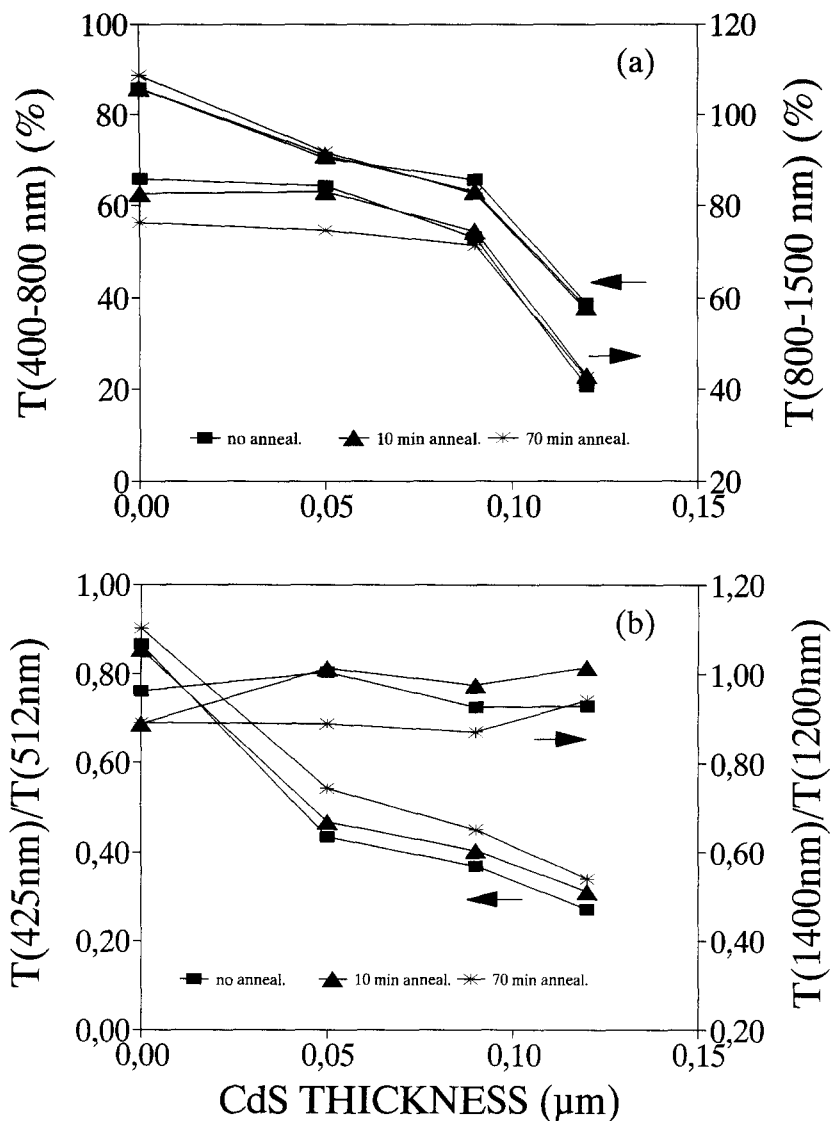 (a)
T(400-800 nm) (%)
100
80
60
40
20
0
120
100
80
60
40
20
T(800-1500 nm) (%)
no anneal. 10 min anneal. 70 min anneal.
0,00 0,05 0,10 0,15
(b)
T(425nm)/T(512nm)
1,00
0,80
0,60
0,40
0,20
0,00
1,20
1,00
0,80
0,60
0,40
0,20
T(1400nm)/T(1200nm)
no anneal. 10 min anneal. 70 min anneal.
0,00 0,05 0,10 0,15
CdS THICKNESS (µm)